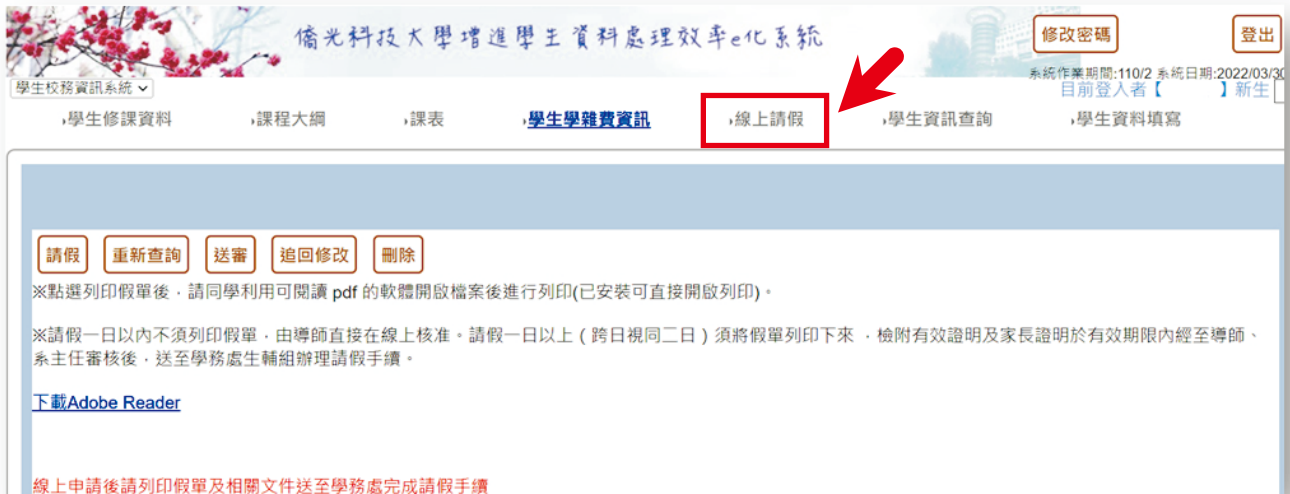 僑光科技大學增進學生資料處理效率e化系統
修改密碼
登出
系統作業期間:110/2 系統日期:2022/03/30
學生校務資訊系統
目前登入者【 】新生
學生修課資料
課程大綱
課表
學生學雜費資訊
線上請假
學生資訊查詢
學生資料填寫
請假
重新查詢
送審
追回修改
刪除
※點選列印假單後，請同學利用可閱讀 pdf 的軟體開啟檔案後進行列印(已安裝可直接開啟列印)。
※請假一日以內不須列印假單，由導師直接在線上核准。請假一日以上（跨日視同二日）須將假單列印下來 ，檢附有效證明及家長證明於有效期限內經至導師、
系主任審核後，送至學務處生輔組辦理請假手續。
下載Adobe Reader
線上申請後請列印假單及相關文件送至學務處完成請假手續